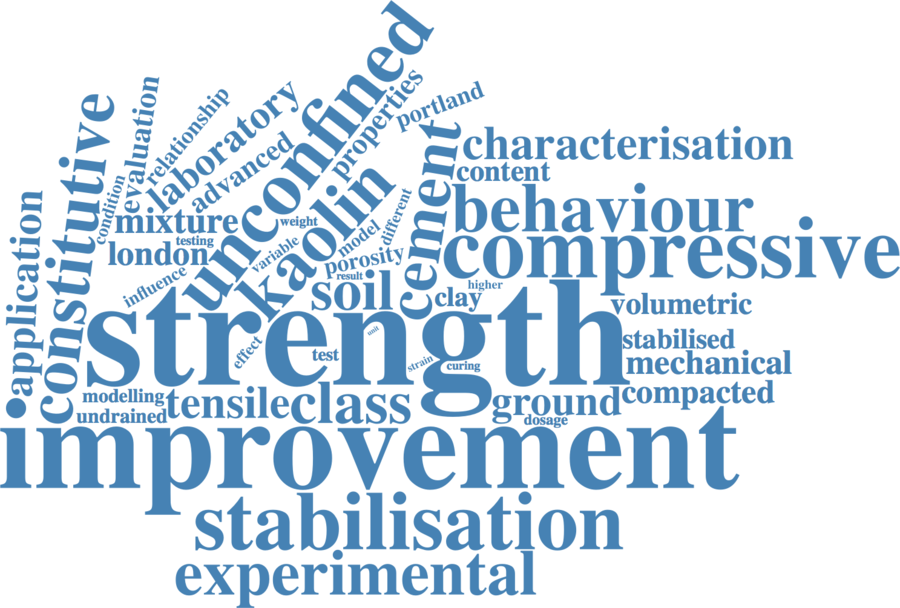 unconfined
evaluation
relationship
laboratory
properties
portland
constitutive
advanced
characterisation
cement
content
condition
kaolin
different
application
mixture
weight
behaviour
testing
model
london
variable
compressive
porosity
influence
result
soil
clay
higher
volumetric
strength
unit
stabilised
effect
test
strain
curing
mechanical
modelling
tensile
class
ground
compacted
undrained
dosage
improvement
stabilisation
experimental